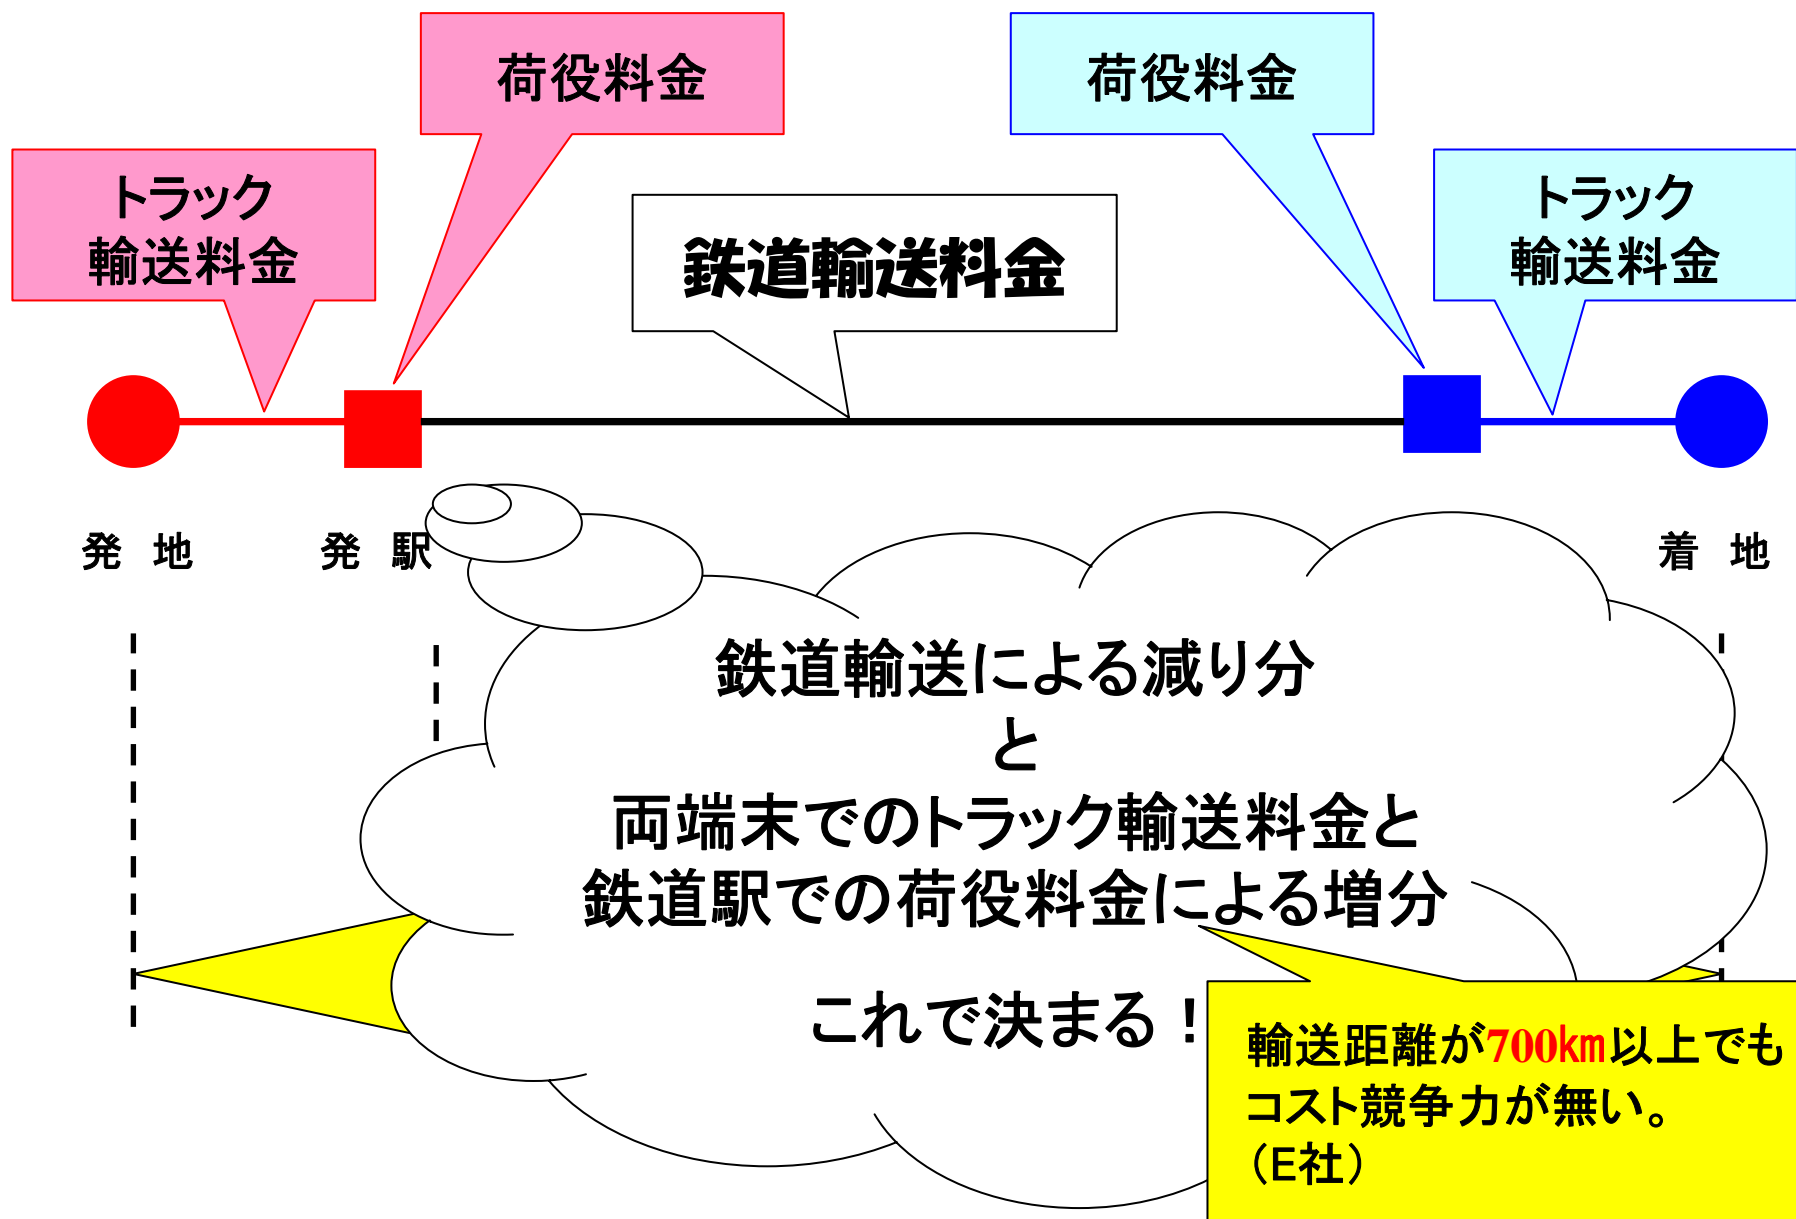 荷役料金
荷役料金
トラック
輸送料金
トラック
輸送料金
鉄道輸送料金
発 地
発 駅
着 地
鉄道輸送による減り分
と
両端末でのトラック輸送料金と
鉄道駅での荷役料金による増分
これで決まる!
輸送距離が700㎞以上でも
コスト競争力が無い。
(E社)